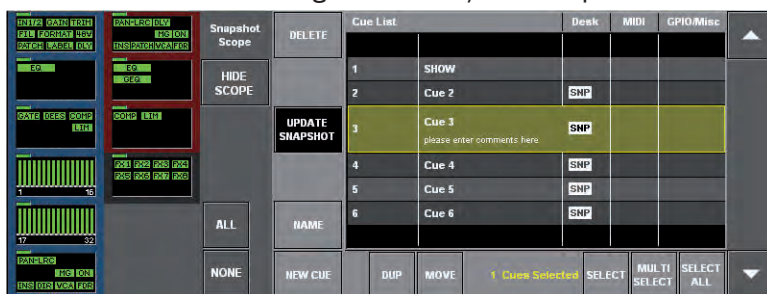 IN1/2 GAIN TRIM
FIL FORMAT 48V
PATCH LABEL DLY
PAN-LRC DLY
MG ON
INS PATCH VCA FDR
Snapshot
Scope
DELETE
Cue List
Desk
MIDI
GPIO/Misc
EQ
EQ
GEQ
HIDE
SCOPE
1 SHOW
2 Cue 2 SNP
GATE DEES COMP
LIM
COMP LIM
UPDATE
SNAPSHOT
3 Cue 3 SNP
please enter comments here
FX1 FX2 FX3 FX4
FX5 FX6 FX7 FX8
1 16
4 Cue 4 SNP
5 Cue 5 SNP
6 Cue 6 SNP
17 32
ALL
NAME
PAN-LRC
MG ON
INS DIR VCA FDR
NONE
NEW CUE
DUP
MOVE
1 Cues Selected
SELECT
MULTI
SELECT
SELECT
ALL